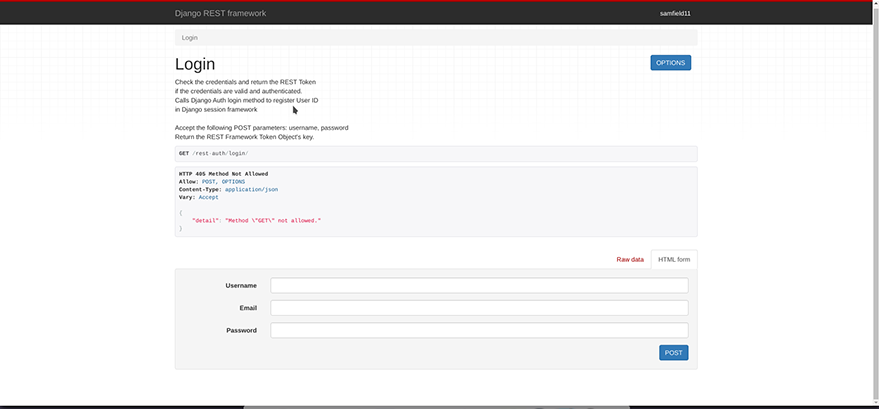 Django REST framework
samfield11
Login
Login
OPTIONS
Check the credentials and return the REST Token
if the credentials are valid and authenticated.
Calls Django Auth login method to register User ID
in Django session framework
Accept the following POST parameters: username, password
Return the REST Framework Token Object's key.
GET /rest-auth/login/
HTTP 405 Method Not Allowed
Allow: POST, OPTIONS
Content-Type: application/json
Vary: Accept
{
"detail": "Method \"GET\" not allowed."
}
Raw data
HTML form
Username
Email
Password
POST